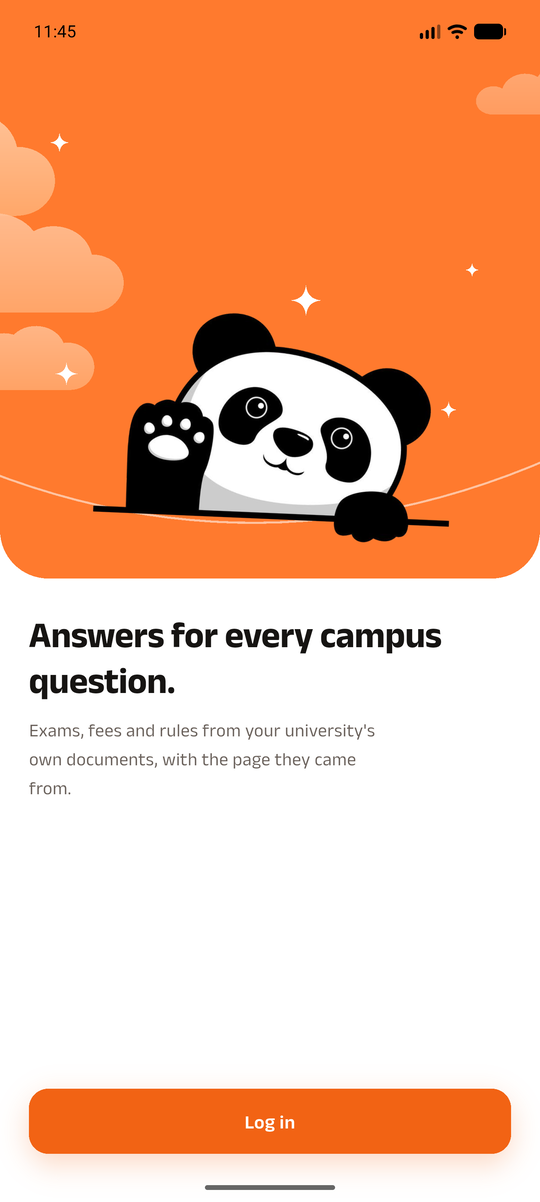 11:45
Answers for every campus
question.
Exams, fees and rules from your university's
own documents, with the page they came
from.
Log in